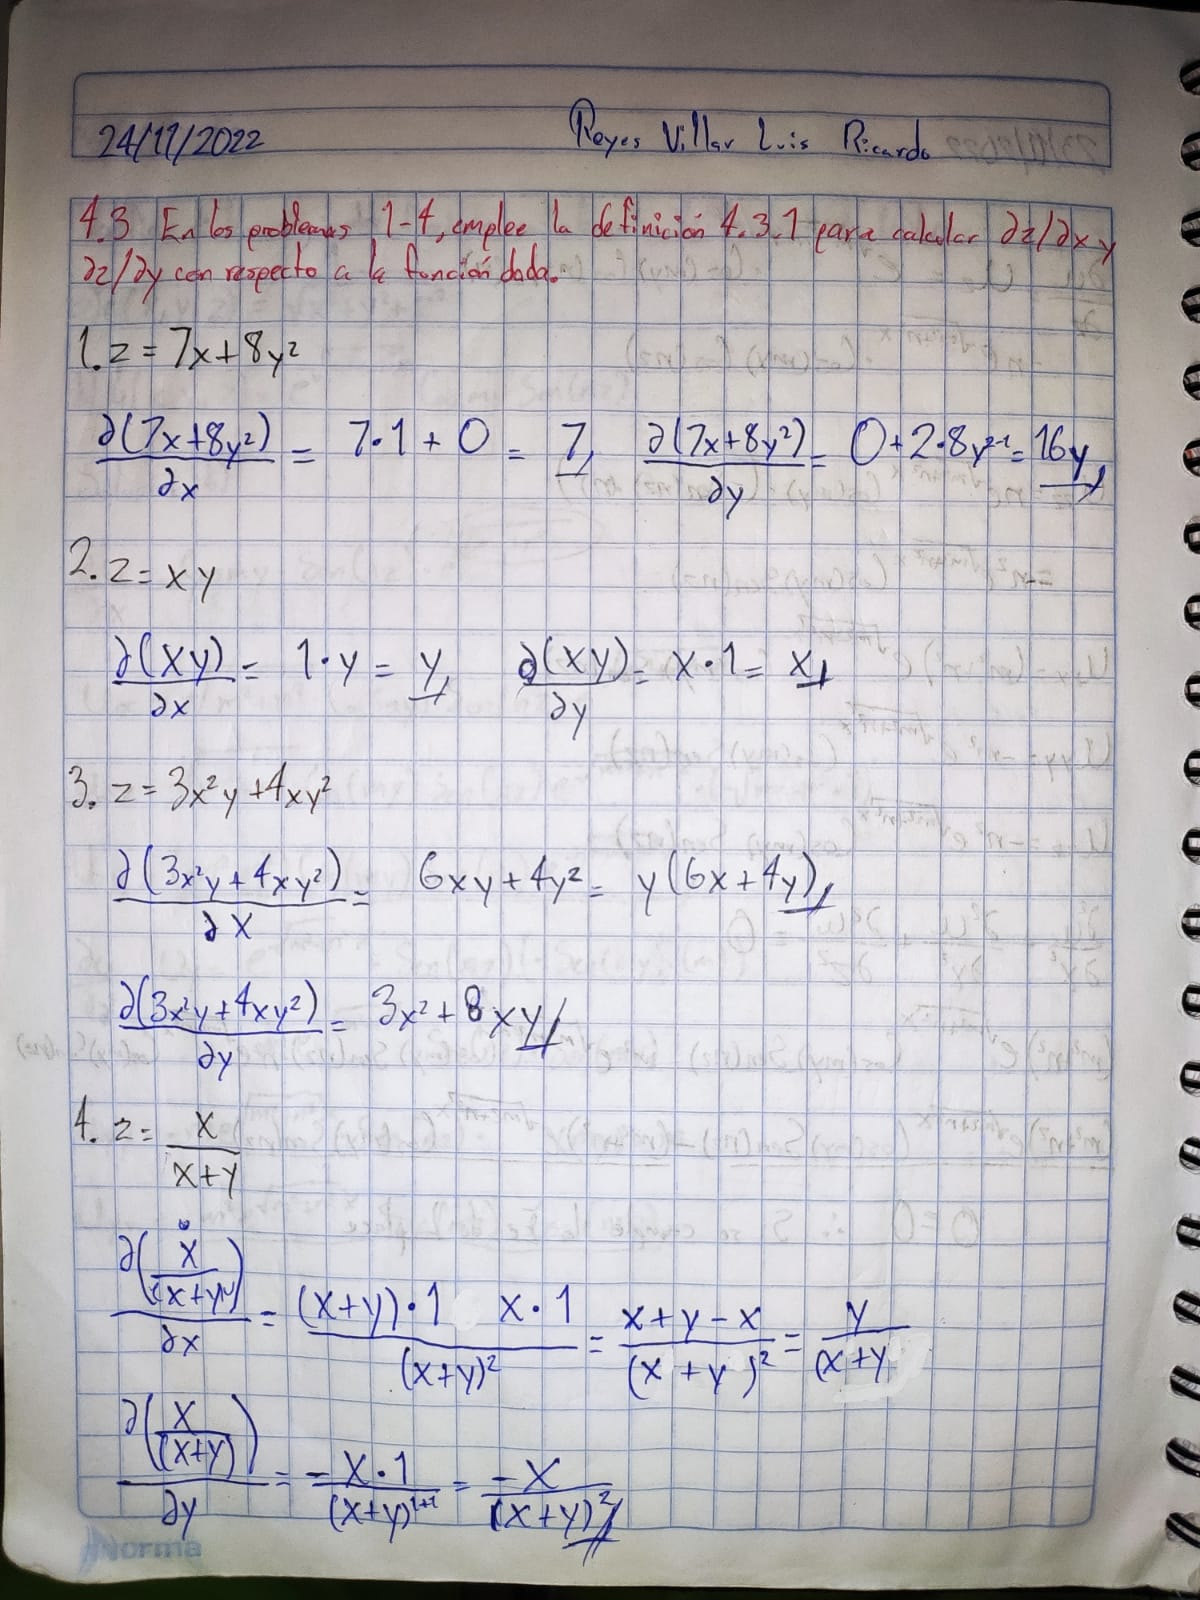 24/11/2022 Reyes Villar Luis Ricardo
4.3 En los problemas 1-4, emplee la definición 4.3.1 para calcular ∂z/∂x y
∂z/∂y con respecto a la función dada.
1. z = 7x+8y²
∂(7x+8y²)/∂x = 7·1 + 0 = 7 ∂(7x+8y²)/∂y = 0+2·8y²⁻¹ = 16y
2. z = xy
∂(xy)/∂x = 1·y = y ∂(xy)/∂y = x·1 = x
3. z = 3x²y + 4xy²
∂(3x²y + 4xy²)/∂x = 6xy + 4y² = y(6x + 4y)
∂(3x²y + 4xy²)/∂y = 3x² + 8xy
4. z = x/(x+y)
∂(x/(x+y))/∂x = ((x+y)·1 x·1)/(x+y)² = (x+y-x)/(x+y)² = y/(x+y
∂(x/(x+y))/∂y = -x·1/(x+y)¹⁺¹ = -x/(x+y)²
Norma